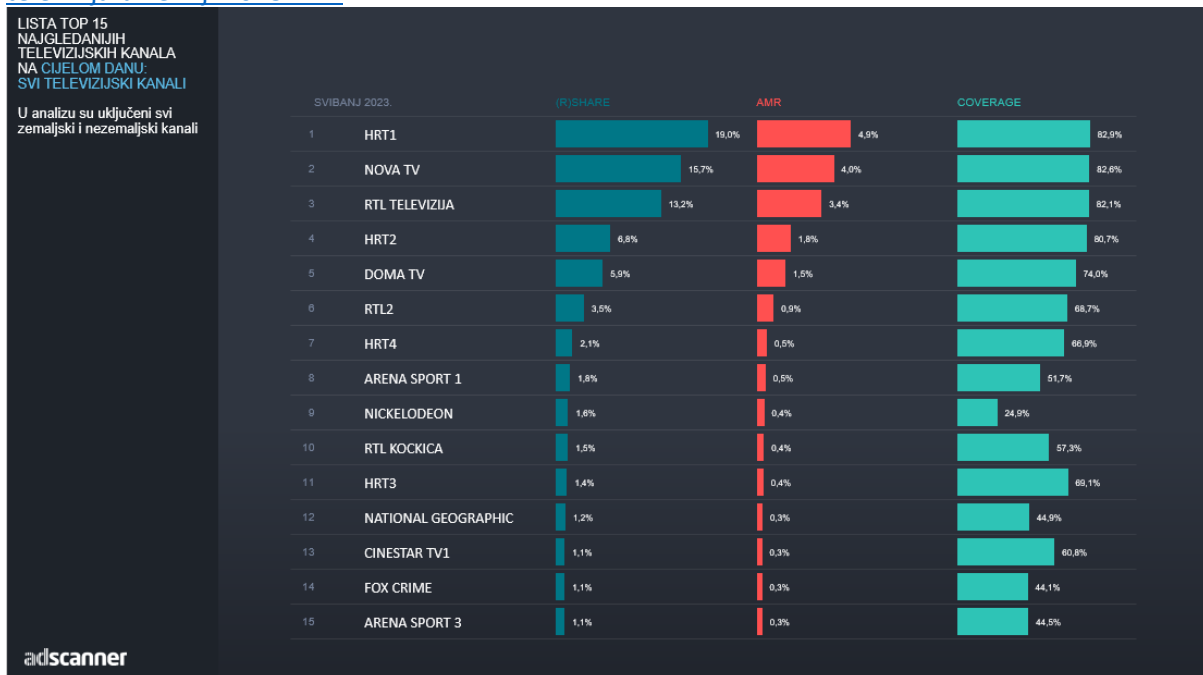 LISTA TOP 15
NAJGLEDANIJIH
TELEVIZIJSKIH KANALA
NA CIJELOM DANU:
SVI TELEVIZIJSKI KANALI
U analizu su uključeni svi
zemaljski i nezemaljski kanali
SVIBANJ 2023. (R)SHARE AMR COVERAGE
1 HRT1 19,0% 4,9% 82,9%
2 NOVA TV 15,7% 4,0% 82,6%
3 RTL TELEVIZIJA 13,2% 3,4% 82,1%
4 HRT2 6,8% 1,8% 80,7%
5 DOMA TV 5,9% 1,5% 74,0%
6 RTL2 3,5% 0,9% 68,7%
7 HRT4 2,1% 0,5% 66,9%
8 ARENA SPORT 1 1,8% 0,5% 51,7%
9 NICKELODEON 1,6% 0,4% 24,9%
10 RTL KOCKICA 1,5% 0,4% 57,3%
11 HRT3 1,4% 0,4% 69,1%
12 NATIONAL GEOGRAPHIC 1,2% 0,3% 44,9%
13 CINESTAR TV1 1,1% 0,3% 60,8%
14 FOX CRIME 1,1% 0,3% 44,1%
15 ARENA SPORT 3 1,1% 0,3% 44,5%
adscanner